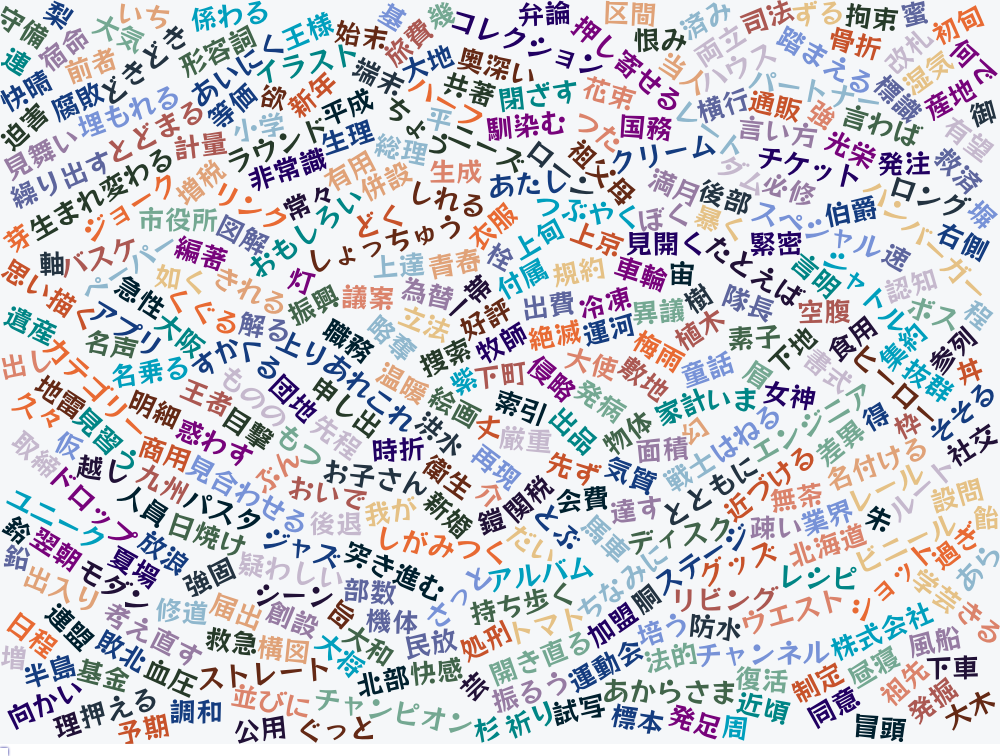 守備
梨
宿命
大気
いち
係わる
王様
始末
基
旅費
幾
コレクション
弁論
押し寄せる
区間
恨み
済み
両立
司法
ずる
拘束
蜜
初旬
連
前者
どきどき
形容詞
く
イラスト
端末
大地
奥深い
当人
ハウス
踏まえる
骨折
改札
湿気
何で
快晴
腐敗
あいにく
等価
欲
新年
平成
ハニー
共著
閉ざす
花束
パートナー
標識
産地
御
迫害
埋もれる
とどまる
計量
小学
ラウンド
生理
ちょう
平
馴染む
つた
国務
横行
通販
強
言わば
見舞い
繰り出す
増税
非常識
有用
併設
総理
生成
ニーズ
ローン
祖父母
クリーム
言い方
光栄
発注
有望
救済
生まれ変わる
ジョーク
リンク
常々
おもしろい
どく
しれる
あたし
つぶやく
満月
後部
ダム
必修
チケット
ロング
堀
芽
市役所
図解
しょっちゅう
衣服
上旬
上京
ぼく
暴く
スペシャル
伯爵
ハンバーガー
右側
軸
バスケ
ペーパー
編著
灯
上達
青春
栓
付属
規約
見開く
車輪
宙
たとえば
緊密
言明
速
認知
思い描く
急性
如く
くぐる
きれる
振興
議案
為替
一帯
出費
冷凍
異議
樹
隊長
空腹
ジャイル
ボス
程
遺産
アプリ
大阪
解る
職務
略奪
立法
好評
牧師
絶滅
運河
梅雨
植木
素子
下地
食用
約
集
抜群
参列
丼
出し
カテゴリー
名声
名乗る
すかぐる
上り
あれこれ
温暖
捜索
紫
下町
侵略
大使
敷地
童話
眉
書式
ヒーロー
そそる
久々
地雷
見習う
明細
王者
ものの
団地
申し出
洪水
絵画
丈
索引
出品
発病
物体
家計
いま
女神
得
枠
社交
取締
仮
越し
商用
惑わす
目撃
もつ
先程
時折
衛生
再現
厳重
先ず
気質
面積
幻
戦士
はねる
エンジニア
差異
名付ける
ドロップ
九州
見合わせる
ぶん
お子さん
介
関税
会費
達す
とともに
近づける
無茶
レール
ルート
設問
ユニーク
人員
パスタ
おいで
我が
新婚
鎧
とぶ
馬車
ディスク
疎い
業界
朱
飴
鈴
翌朝
放浪
日焼け
ジャズ
後退
しがみつく
だい
ちなみに
ステージ
グッズ
北海道
ビニール
過ぎ
鉛
出入り
モダン
夏場
強固
疑わしい
突き進む
さっと
アルバム
胴
リビング
レシピ
ショット
学芸
あら
日程
連盟
考え直す
修道
届出
創設
シーン
部数
島
機体
持ち歩く
トマト
加盟
培う
防水
ウエスト
株式会社
きる
増
半島
敗北
救急
構図
大将
大和
民放
処刑
開き直る
運動会
法的
チャンネル
昼寝
風船
下車
向かい
基金
血圧
ストレート
北部
快感
芸
振るう
あからさま
復活
制定
祖先
発掘
大木
理
押える
予期
調和
並びに
公用
ぐっと
チャンピオン
杉
祈り
試写
標本
発足
周
近頃
同意
冒頭